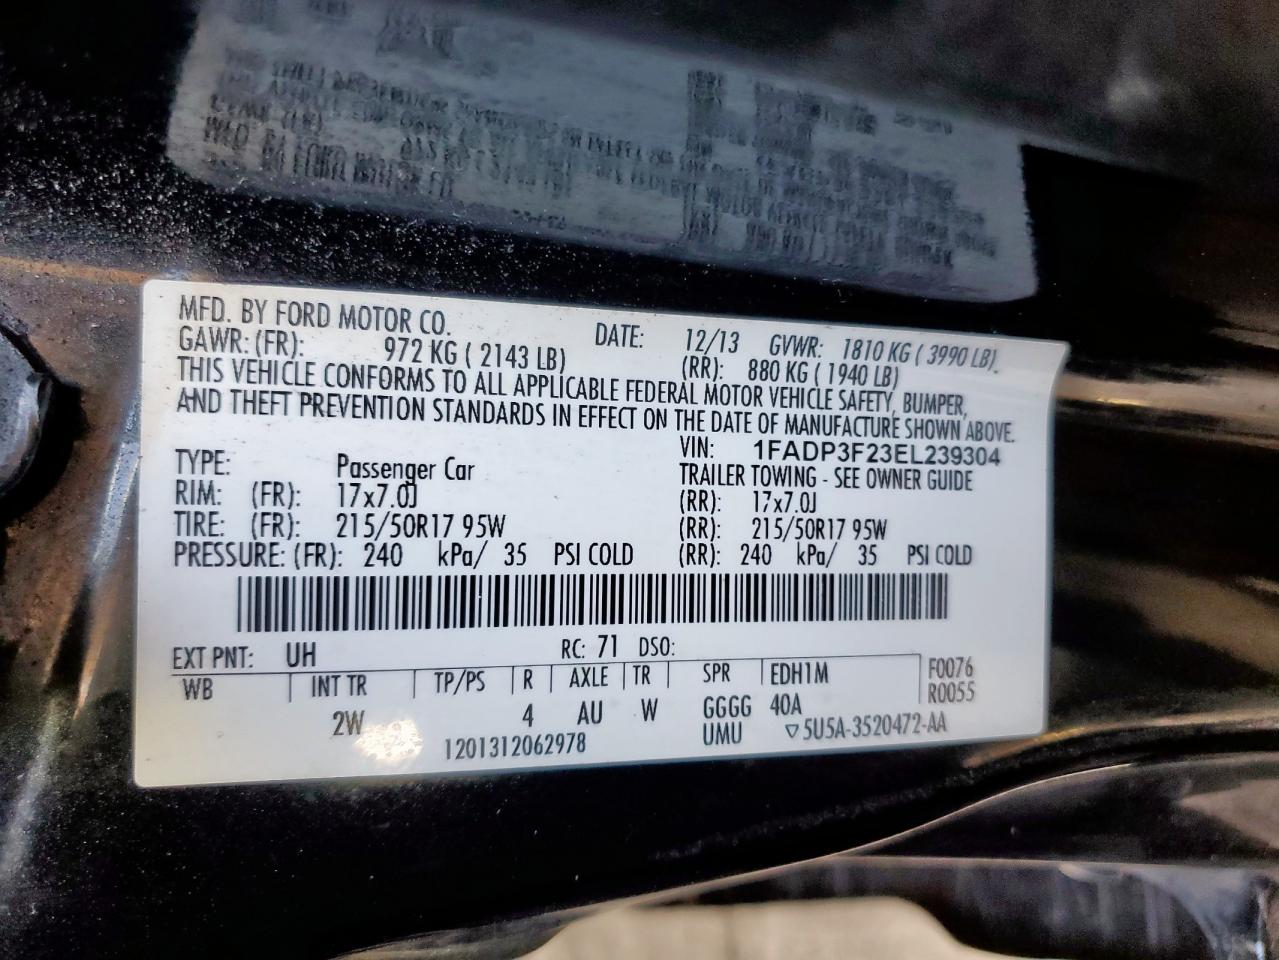 MFD. BY FORD MOTOR CO.
DATE: 12/13 GVWR: 1810 KG ( 3990 LB)
GAWR: (FR): 972 KG ( 2143 LB) (RR): 880 KG ( 1940 LB)
THIS VEHICLE CONFORMS TO ALL APPLICABLE FEDERAL MOTOR VEHICLE SAFETY, BUMPER,
AND THEFT PREVENTION STANDARDS IN EFFECT ON THE DATE OF MANUFACTURE SHOWN ABOVE.
VIN: 1FADP3F23EL239304
TYPE: Passenger Car TRAILER TOWING - SEE OWNER GUIDE
RIM: (FR): 17x7.0J (RR): 17x7.0J
TIRE: (FR): 215/50R17 95W (RR): 215/50R17 95W
PRESSURE: (FR): 240 kPa/ 35 PSI COLD (RR): 240 kPa/ 35 PSI COLD
EXT PNT: UH RC: 71 DSO:
WB INT TR TP/PS R AXLE TR SPR EDH1M F0076
2W 4 AU W GGGG 40A R0055
1201312062978 UMU ▽5U5A-3520472-AA